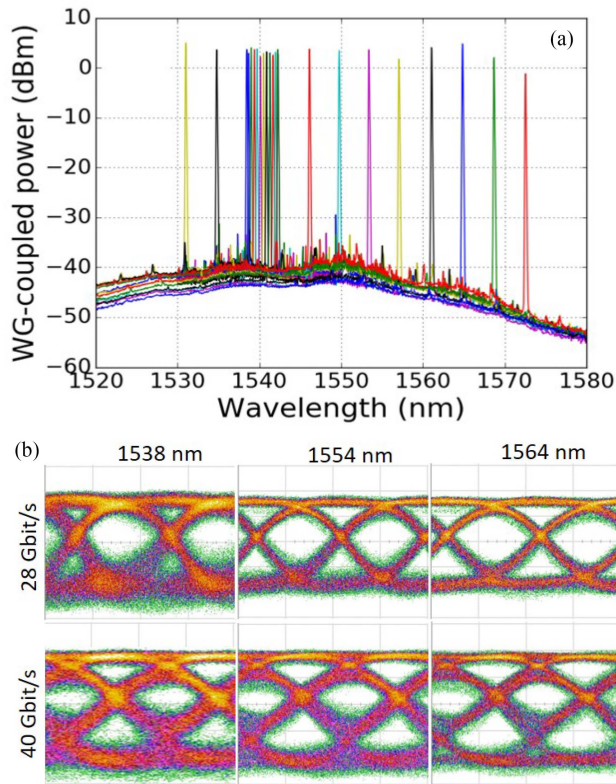 (a)
WG-coupled power (dBm)
10
0
−10
−20
−30
−40
−50
−60
1520 1530 1540 1550 1560 1570 1580
Wavelength (nm)
(b)
1538 nm 1554 nm 1564 nm
28 Gbit/s
40 Gbit/s